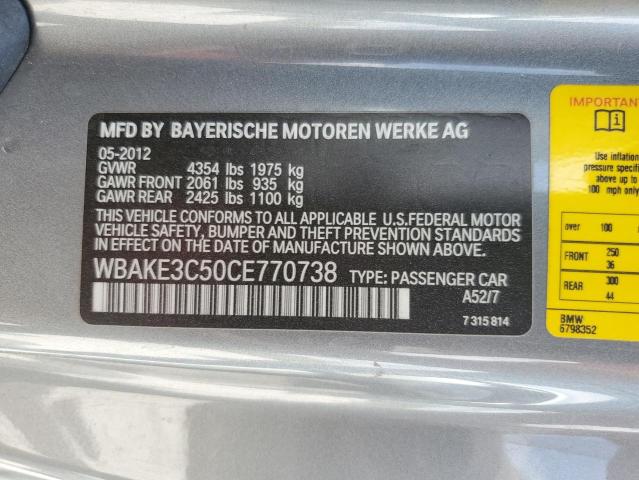 MFD BY BAYERISCHE MOTOREN WERKE AG
05-2012
GVWR 4354 lbs 1975 kg
GAWR FRONT 2061 lbs 935 kg
GAWR REAR 2425 lbs 1100 kg
THIS VEHICLE CONFORMS TO ALL APPLICABLE U.S.FEDERAL MOTOR
VEHICLE SAFETY, BUMPER AND THEFT PREVENTION STANDARDS
IN EFFECT ON THE DATE OF MANUFACTURE SHOWN ABOVE.
WBAKE3C50CE770738 TYPE: PASSENGER CAR
A52/7
7 315 814
IMPORTAN
Use inflation
pressure specifi
above up to
100 mph only
over 100
FRONT 250
36
REAR 300
44
BMW
6798352